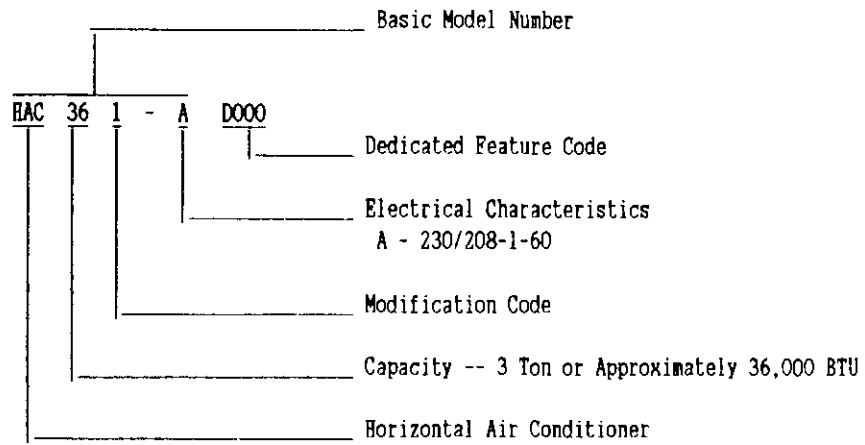 Basic Model Number
HAC 36 1 - A D000
Dedicated Feature Code
Electrical Characteristics
A - 230/208-1-60
Modification Code
Capacity -- 3 Ton or Approximately 36,000 BTU
Horizontal Air Conditioner